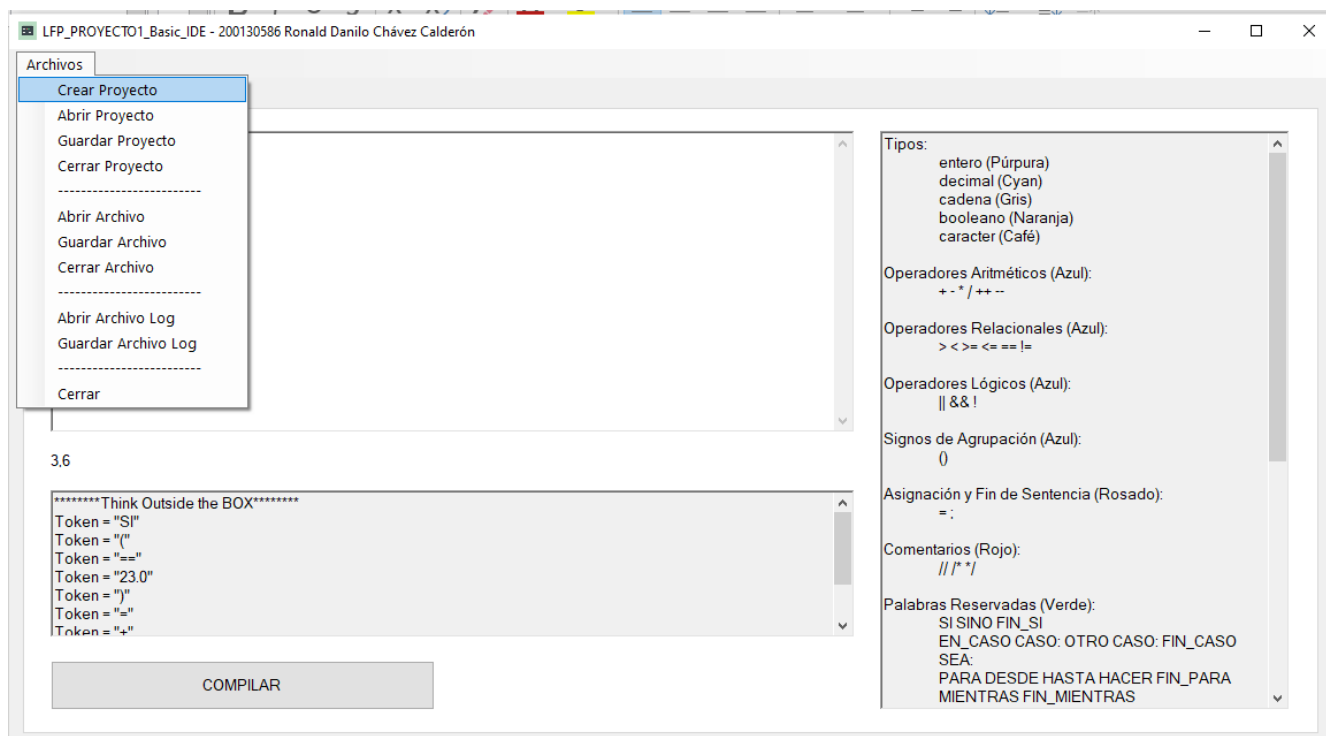 LFP_PROYECTO1_Basic_IDE - 200130586 Ronald Danilo Chávez Calderón
Archivos
Crear Proyecto
Abrir Proyecto
Guardar Proyecto
Cerrar Proyecto
-------------------------
Abrir Archivo
Guardar Archivo
Cerrar Archivo
-------------------------
Abrir Archivo Log
Guardar Archivo Log
-------------------------
Cerrar
3,6
********Think Outside the BOX********
Token = "SI"
Token = "("
Token = "=="
Token = "23.0"
Token = ")"
Token = "="
Token = "+"
COMPILAR
Tipos:
entero (Púrpura)
decimal (Cyan)
cadena (Gris)
booleano (Naranja)
caracter (Café)
Operadores Aritméticos (Azul):
+ - * / ++ --
Operadores Relacionales (Azul):
> < >= <= == !=
Operadores Lógicos (Azul):
|| && !
Signos de Agrupación (Azul):
()
Asignación y Fin de Sentencia (Rosado):
= ;
Comentarios (Rojo):
// /* */
Palabras Reservadas (Verde):
SI SINO FIN_SI
EN_CASO CASO: OTRO CASO: FIN_CASO
SEA:
PARA DESDE HASTA HACER FIN_PARA
MIENTRAS FIN_MIENTRAS